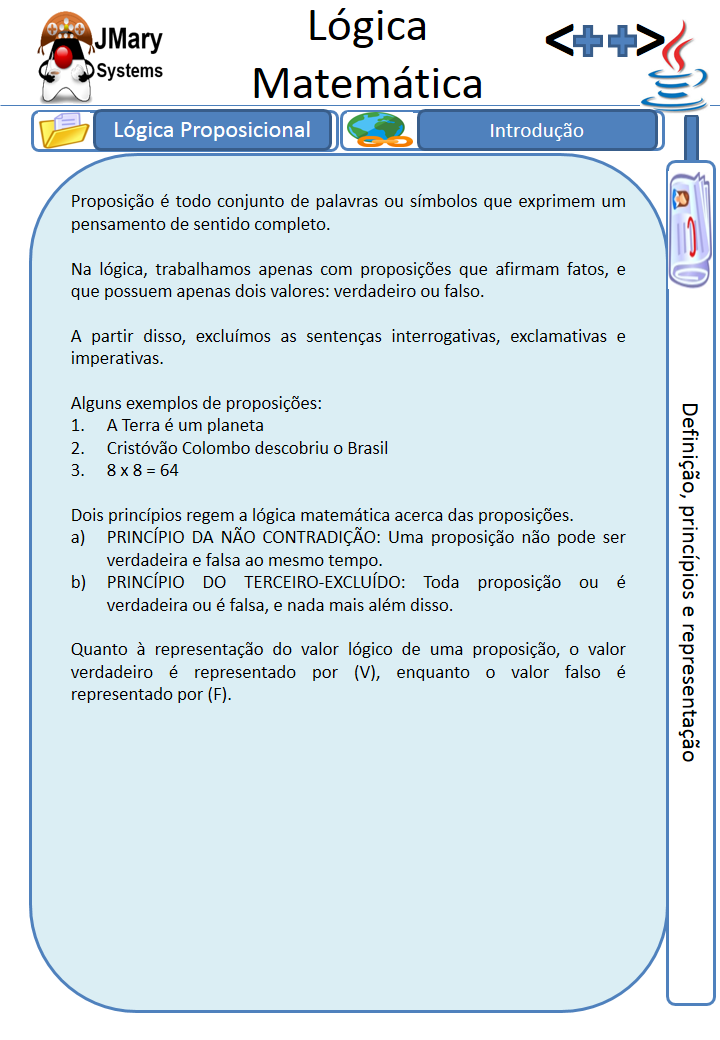 JMary
Systems
Lógica
Matemática
<++>
Lógica Proposicional
Introdução
Proposição é todo conjunto de palavras ou símbolos que exprimem um
pensamento de sentido completo.
Na lógica, trabalhamos apenas com proposições que afirmam fatos, e
que possuem apenas dois valores: verdadeiro ou falso.
A partir disso, excluímos as sentenças interrogativas, exclamativas e
imperativas.
Alguns exemplos de proposições:
1. A Terra é um planeta
2. Cristóvão Colombo descobriu o Brasil
3. 8 x 8 = 64
Dois princípios regem a lógica matemática acerca das proposições.
a) PRINCÍPIO DA NÃO CONTRADIÇÃO: Uma proposição não pode ser
verdadeira e falsa ao mesmo tempo.
b) PRINCÍPIO DO TERCEIRO-EXCLUÍDO: Toda proposição ou é
verdadeira ou é falsa, e nada mais além disso.
Quanto à representação do valor lógico de uma proposição, o valor
verdadeiro é representado por (V), enquanto o valor falso é
representado por (F).
Definição, princípios e representação